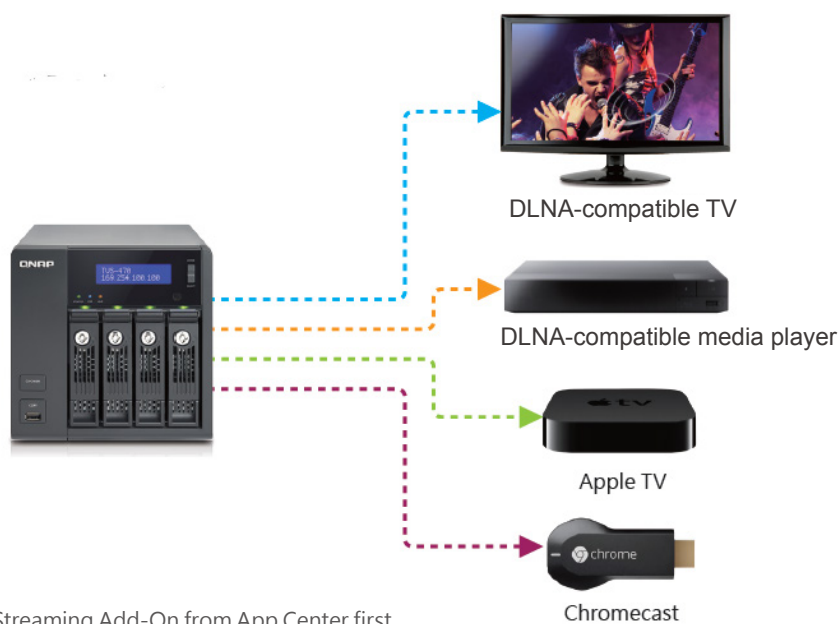 DLNA-compatible TV
QNAP
TVS-470
169.254.100.100
DLNA-compatible media player
tv
Apple TV
chrome
Chromecast
Streaming Add-On from App Center first